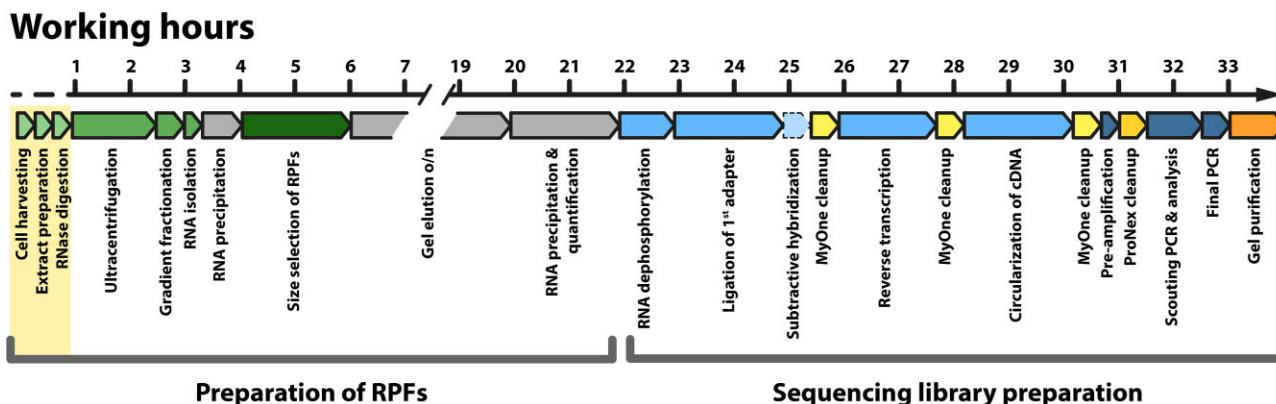 Working hours
1 2 3 4 5 6 7 19 20 21 22 23 24 25 26 27 28 29 30 31 32 33
Cell harvesting
Extract preparation
RNase digestion
Ultracentrifugation
Gradient fractionation
RNA isolation
RNA precipitation
Size selection of RPFs
Gel elution o/n
RNA precipitation &
quantification
RNA dephosphorylation
Ligation of 1st adapter
Subtractive hybridization
MyOne cleanup
Reverse transcription
MyOne cleanup
Circularization of cDNA
MyOne cleanup
Pre-amplification
ProNex cleanup
Scouting PCR & analysis
Final PCR
Gel purification
Preparation of RPFs
Sequencing library preparation